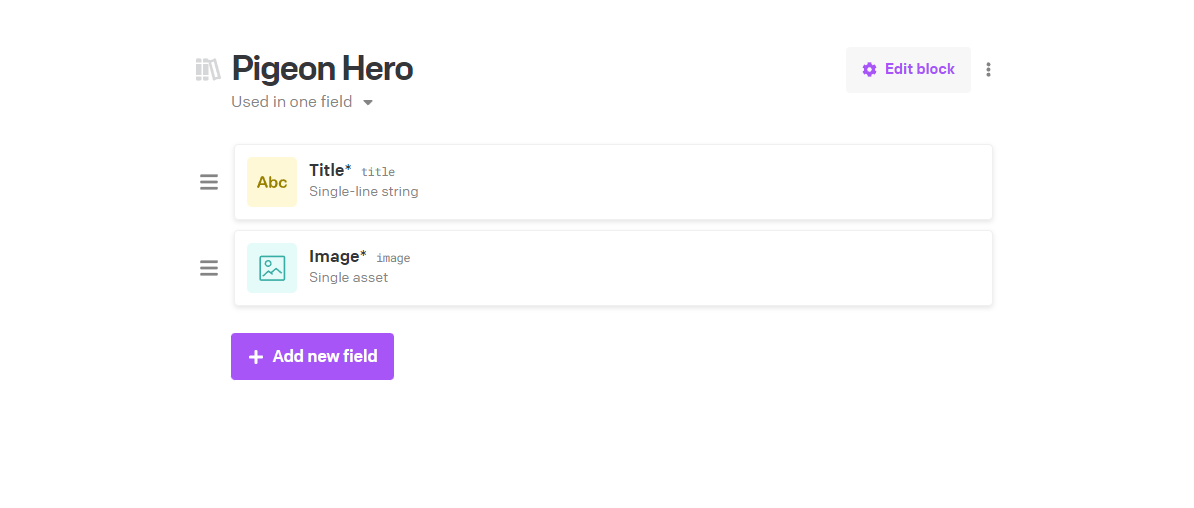 Pigeon Hero
Edit block
Used in one field
Abc
Title* title
Single-line string
Image* image
Single asset
Add new field